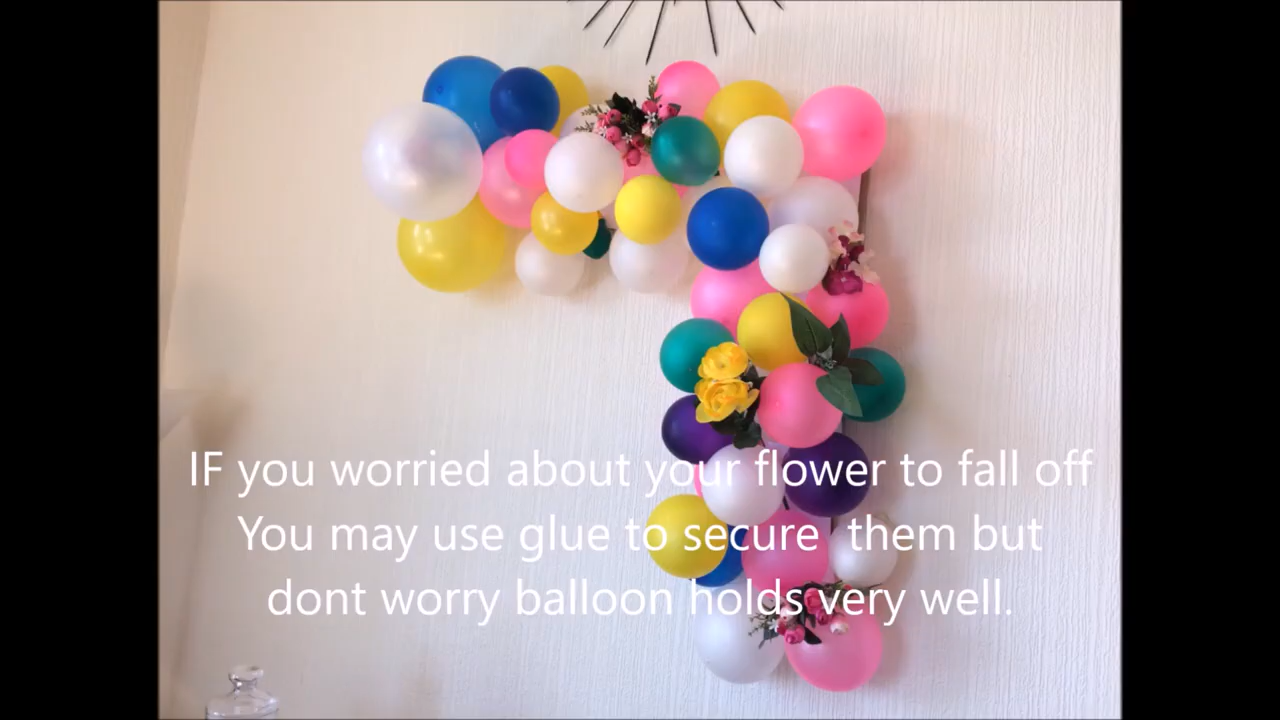 IF you worried about your flower to fall off
You may use glue to secure  them but
dont worry balloon holds very well.